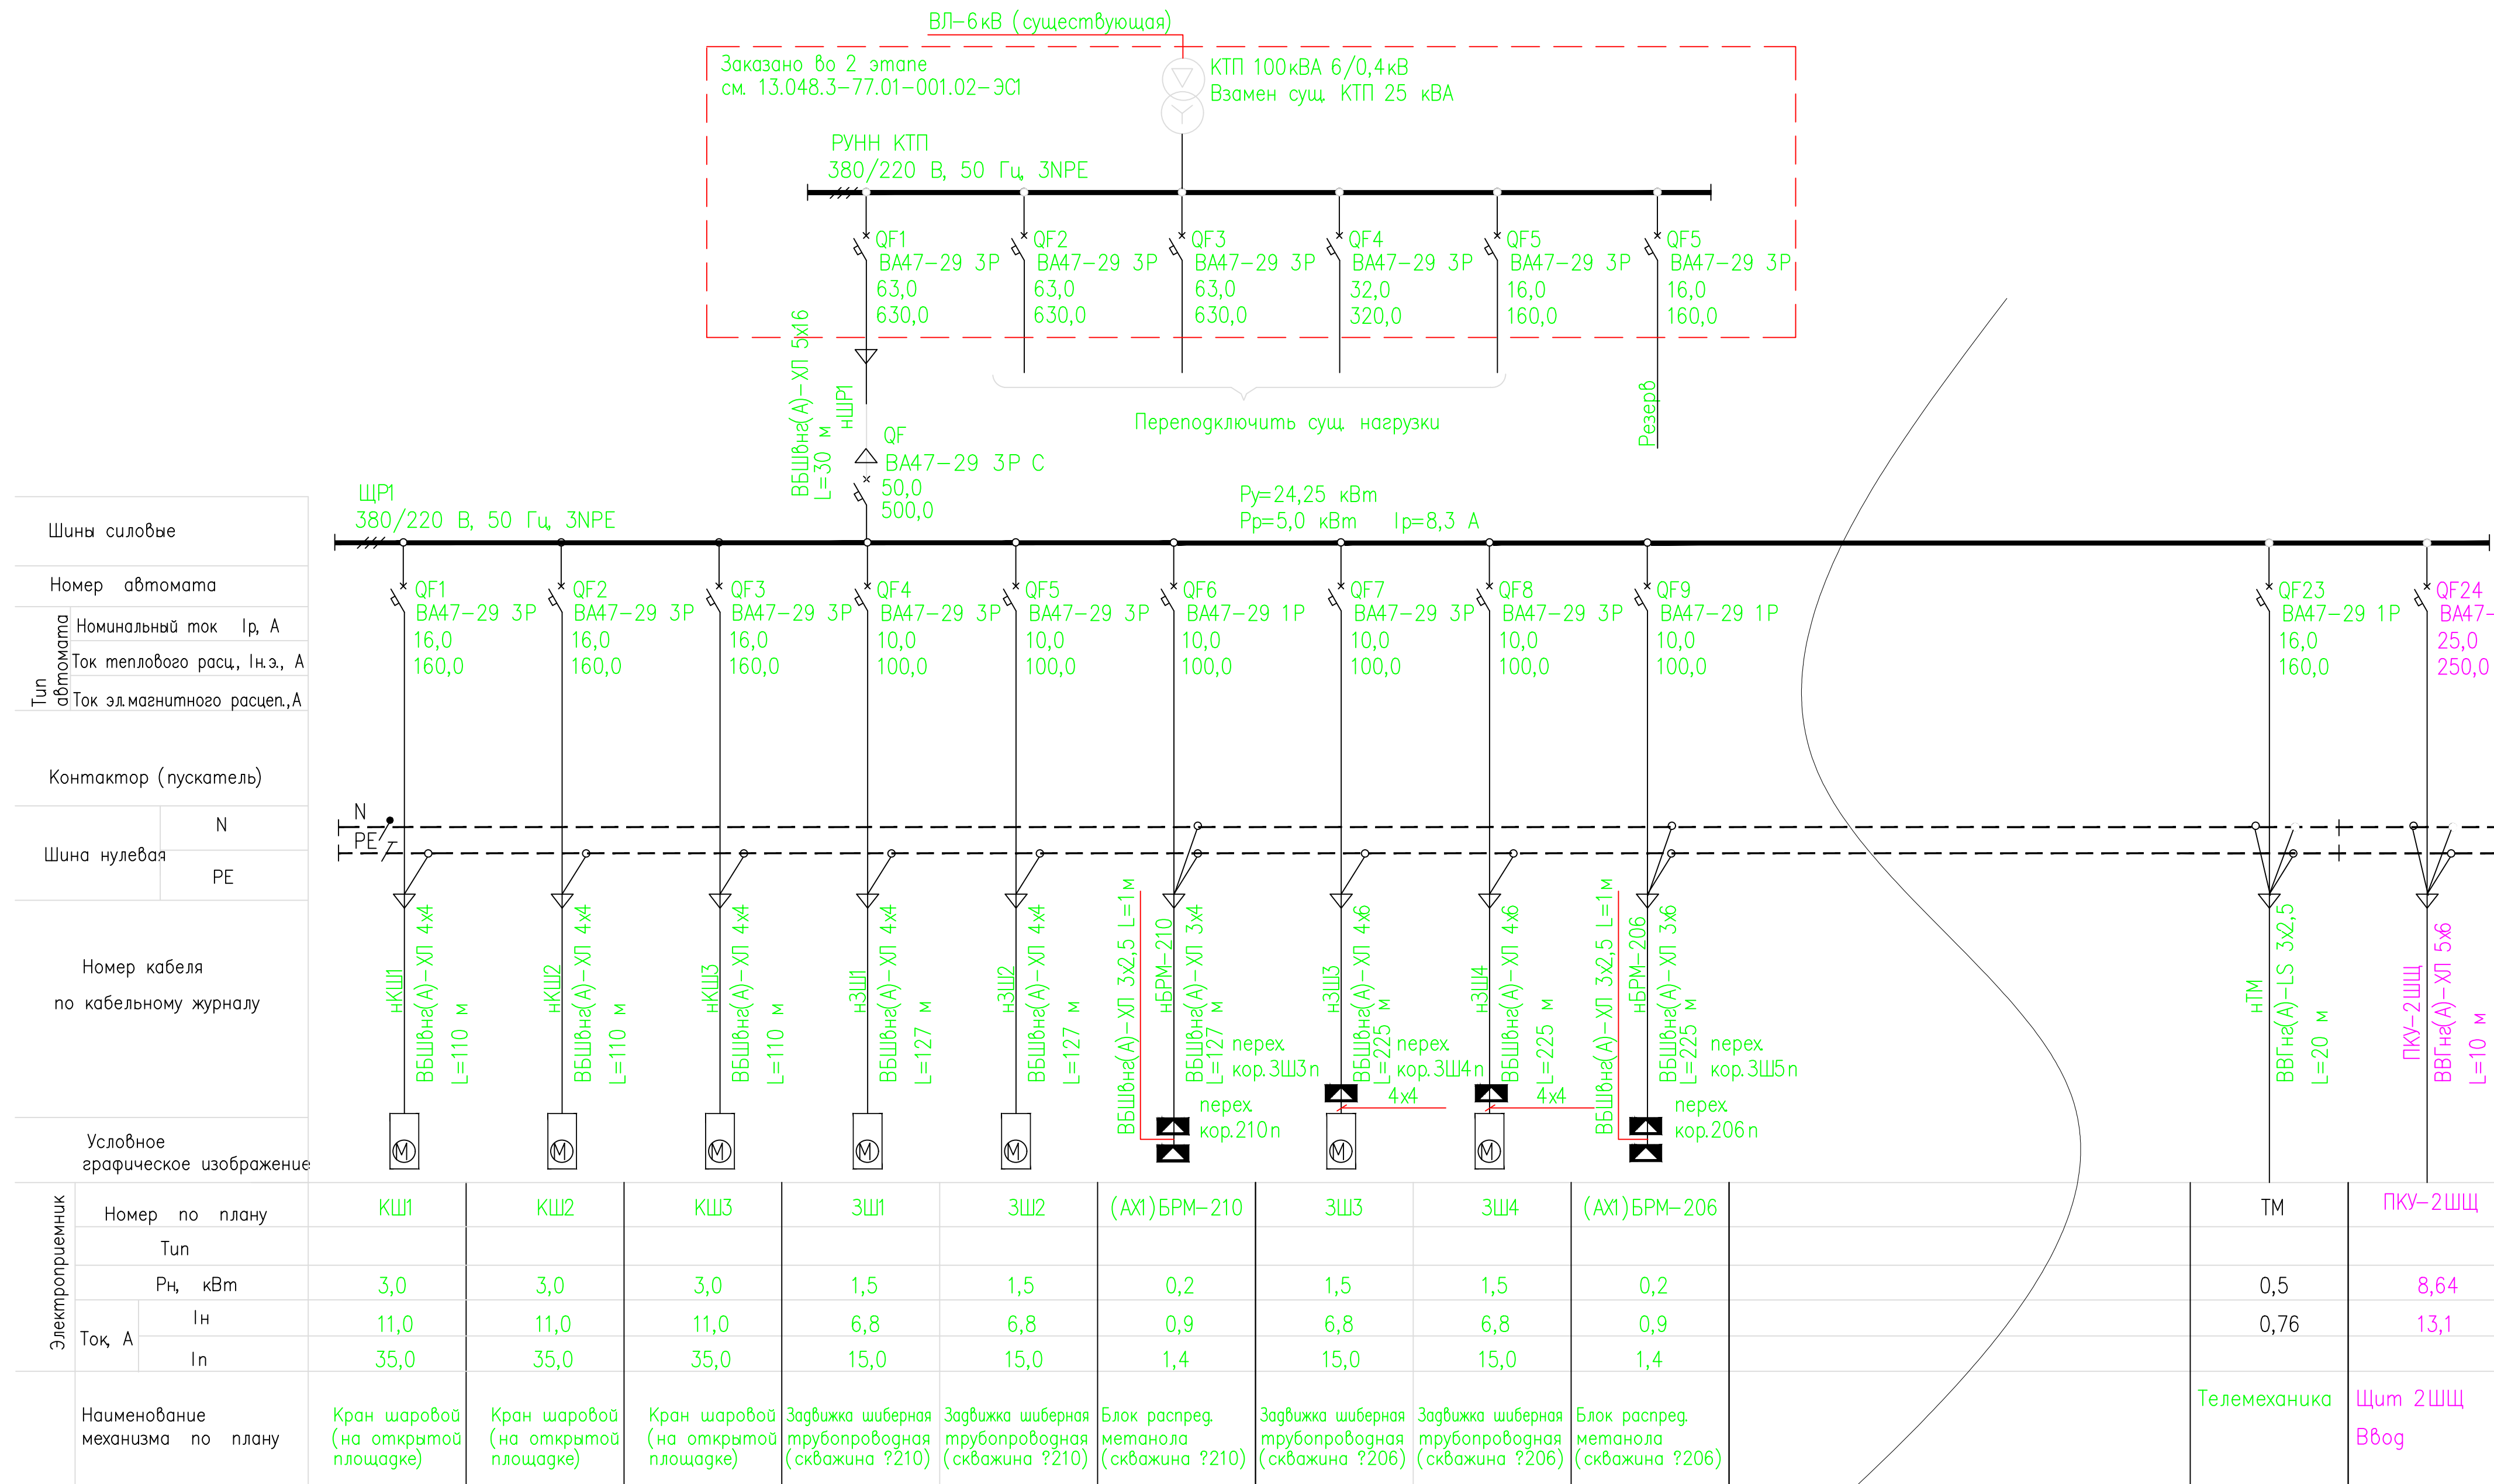 ВЛ-6кВ (существующая)
Заказано во 2 этапе
см. 13.048.3-77.01-001.02-ЭС1
КТП 100кВА 6/0,4кВ
Взамен сущ. КТП 25 кВА
РУНН КТП
380/220 В, 50 Гц, 3NPE
QF1
ВА47-29 3Р
63,0
630,0
QF2
ВА47-29 3Р
63,0
630,0
QF3
ВА47-29 3Р
63,0
630,0
QF4
ВА47-29 3Р
32,0
320,0
QF5
ВА47-29 3Р
16,0
160,0
QF5
ВА47-29 3Р
16,0
160,0
ВБШвнг(А)-ХЛ 5х16
L=30 м
нШР1
Переподключить сущ. нагрузки
Резерв
QF
ВА47-29 3Р С
50,0
500,0
ЩР1
380/220 В, 50 Гц, 3NPE
Ру=24,25 кВт
Рр=5,0 кВт Iр=8,3 А
Шины силовые
Номер автомата
Тип
автомата
Номинальный ток Iр, А
Ток теплового расц., Iн.э., А
Ток эл.магнитного расцеп.,А
Контактор (пускатель)
Шина нулевая
N
PE
Номер кабеля
по кабельному журналу
Условное
графическое изображение
QF1
ВА47-29 3Р
16,0
160,0
QF2
ВА47-29 3Р
16,0
160,0
QF3
ВА47-29 3Р
16,0
160,0
QF4
ВА47-29 3Р
10,0
100,0
QF5
ВА47-29 3Р
10,0
100,0
QF6
ВА47-29 1Р
10,0
100,0
QF7
ВА47-29 3Р
10,0
100,0
QF8
ВА47-29 3Р
10,0
100,0
QF9
ВА47-29 1Р
10,0
100,0
QF23
ВА47-29 1Р
16,0
160,0
QF24
ВА47-
25,0
250,0
N
PE
нКШ1
ВБШвнг(А)-ХЛ 4х4
L=110 м
нКШ2
ВБШвнг(А)-ХЛ 4х4
L=110 м
нКШ3
ВБШвнг(А)-ХЛ 4х4
L=110 м
нЗШ1
ВБШвнг(А)-ХЛ 4х4
L=127 м
нЗШ2
ВБШвнг(А)-ХЛ 4х4
L=127 м
ВБШвнг(А)-ХЛ 3х2,5 L=1м
нБРМ-210
ВБШвнг(А)-ХЛ 3х4
L=127 м
перех.
кор.ЗШ3п
перех.
кор.210п
нЗШ3
ВБШвнг(А)-ХЛ 4х6
L=225 м
перех.
кор.ЗШ4п
4х4
нЗШ4
ВБШвнг(А)-ХЛ 4х6
L=225 м
4х4
ВБШвнг(А)-ХЛ 3х2,5 L=1м
нБРМ-206
ВБШвнг(А)-ХЛ 3х6
L=225 м
перех.
кор.ЗШ5п
перех.
кор.206п
нТМ
ВВГнг(А)-LS 3х2,5
L=20 м
ПКУ-2ШЩ
ВВГнг(А)-ХЛ 5х6
L=10 м
М М М М М М М
Электроприемник
Номер по плану КШ1 КШ2 КШ3 ЗШ1 ЗШ2 (АХ1)БРМ-210 ЗШ3 ЗШ4 (АХ1)БРМ-206 ТМ ПКУ-2ШЩ
Тип
Рн, кВт 3,0 3,0 3,0 1,5 1,5 0,2 1,5 1,5 0,2 0,5 8,64
Ток, А
Iн 11,0 11,0 11,0 6,8 6,8 0,9 6,8 6,8 0,9 0,76 13,1
Iп 35,0 35,0 35,0 15,0 15,0 1,4 15,0 15,0 1,4
Наименование
механизма по плану
Кран шаровой
(на открытой
площадке)
Кран шаровой
(на открытой
площадке)
Кран шаровой
(на открытой
площадке)
Задвижка шиберная
трубопроводная
(скважина ?210)
Задвижка шиберная
трубопроводная
(скважина ?210)
Блок распред.
метанола
(скважина ?210)
Задвижка шиберная
трубопроводная
(скважина ?206)
Задвижка шиберная
трубопроводная
(скважина ?206)
Блок распред.
метанола
(скважина ?206)
Телемеханика
Щит 2ШЩ
Ввод